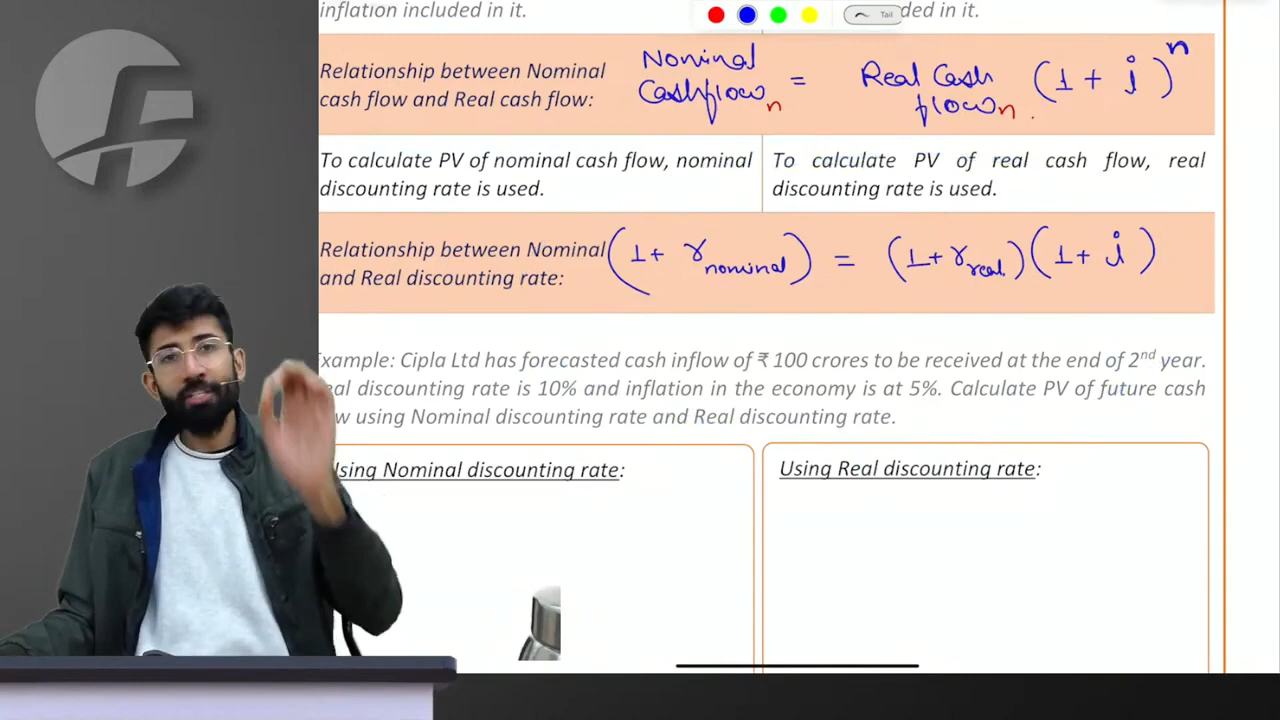 inflation included in it.
ded in it.
Tail
Relationship between Nominal
cash flow and Real cash flow:
Nominal
Cashflow n = Real Cash flow n (1 + i)^n
To calculate PV of nominal cash flow, nominal
discounting rate is used.
To calculate PV of real cash flow, real
discounting rate is used.
Relationship between Nominal
and Real discounting rate:
(1 + r nominal) = (1 + r real) (1 + i)
Example: Cipla Ltd has forecasted cash inflow of ₹ 100 crores to be received at the end of 2nd year.
eal discounting rate is 10% and inflation in the economy is at 5%. Calculate PV of future cash
ow using Nominal discounting rate and Real discounting rate.
Using Nominal discounting rate:
Using Real discounting rate: